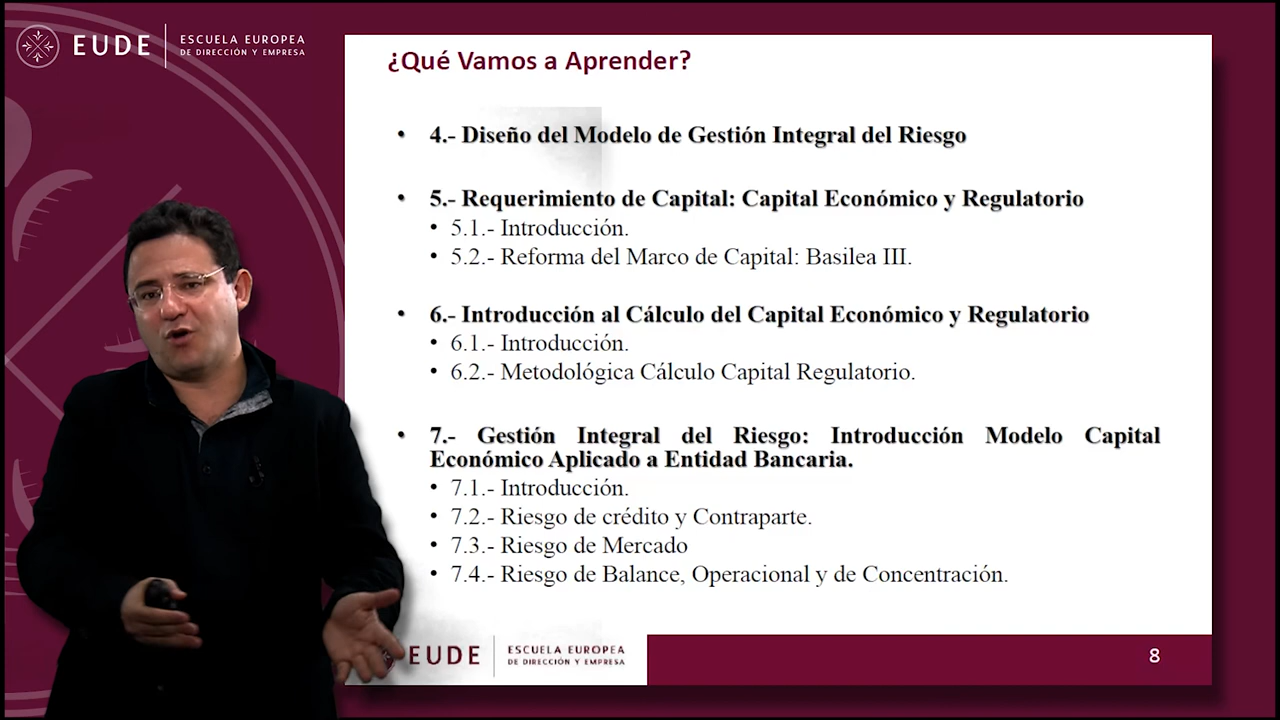 EUDE
ESCUELA EUROPEA
DE DIRECCIÓN Y EMPRESA
¿Qué Vamos a Aprender?
• 4.- Diseño del Modelo de Gestión Integral del Riesgo
• 5.- Requerimiento de Capital: Capital Económico y Regulatorio
• 5.1.- Introducción.
• 5.2.- Reforma del Marco de Capital: Basilea III.
• 6.- Introducción al Cálculo del Capital Económico y Regulatorio
• 6.1.- Introducción.
• 6.2.- Metodológica Cálculo Capital Regulatorio.
• 7.- Gestión Integral del Riesgo: Introducción Modelo Capital
Económico Aplicado a Entidad Bancaria.
• 7.1.- Introducción.
• 7.2.- Riesgo de crédito y Contraparte.
• 7.3.- Riesgo de Mercado
• 7.4.- Riesgo de Balance, Operacional y de Concentración.
EUDE
ESCUELA EUROPEA
DE DIRECCIÓN Y EMPRESA
8